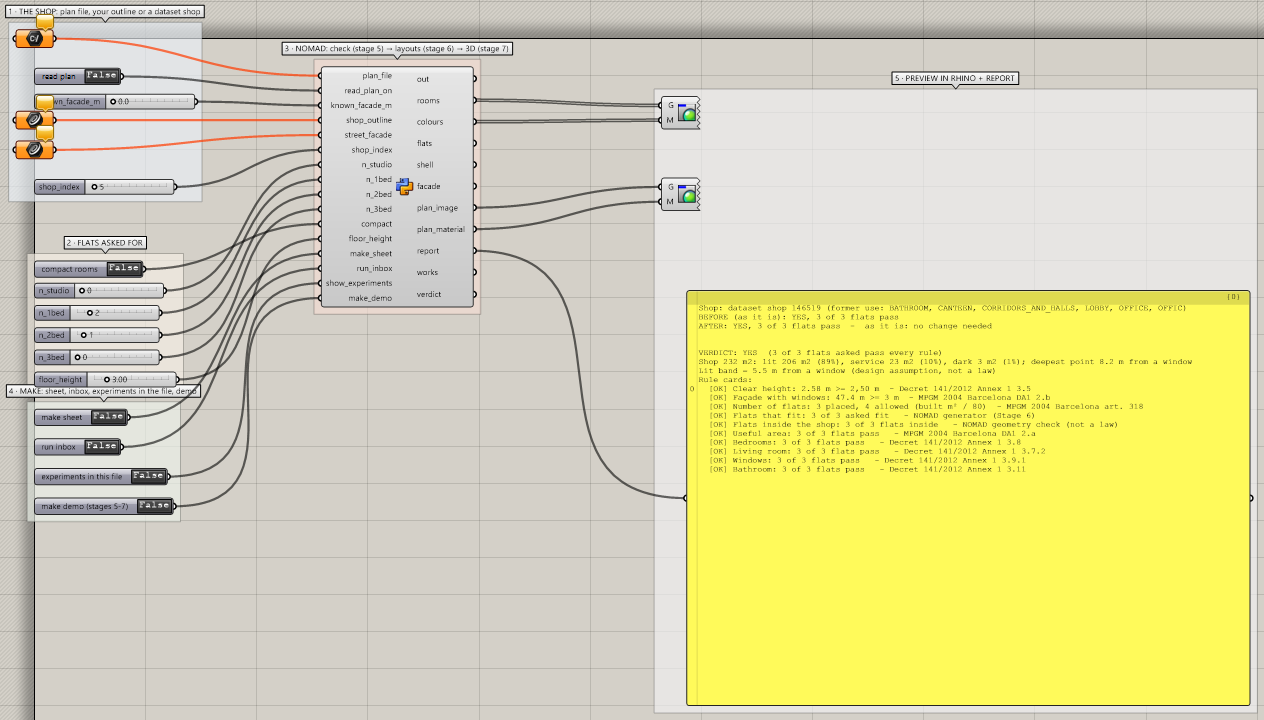 1 · THE SHOP: plan file, your outline or a dataset shop
read plan False
wn_facade_m 0.0
shop_index 5
2 · FLATS ASKED FOR
compact rooms False
n_studio 0
n_1bed 2
n_2bed 1
n_3bed 0
floor_height 3.00
4 · MAKE: sheet, inbox, experiments in the file, demo
make sheet False
run inbox False
experiments in this file False
make demo (stages 5-7) False
3 · NOMAD: check (stage 5) → layouts (stage 6) → 3D (stage 7)
plan_file
read_plan_on
known_facade_m
shop_outline
street_facade
shop_index
n_studio
n_1bed
n_2bed
n_3bed
compact
floor_height
make_sheet
run_inbox
show_experiments
make_demo
out
rooms
colours
flats
shell
facade
plan_image
plan_material
report
works
verdict
5 · PREVIEW IN RHINO + REPORT
G
M
G
M
{0}
Shop: dataset shop 146519 (former use: BATHROOM, CANTEEN, CORRIDORS_AND_HALLS, LOBBY, OFFICE, OFFIC)
BEFORE (as it is): YES, 3 of 3 flats pass
AFTER: YES, 3 of 3 flats pass - as it is: no change needed
VERDICT: YES (3 of 3 flats asked pass every rule)
Shop 232 m2: lit 206 m2 (89%), service 23 m2 (10%), dark 3 m2 (1%); deepest point 8.2 m from a window
Lit band = 5.5 m from a window (design assumption, not a law)
Rule cards:
0 [OK] Clear height: 2.58 m >= 2,50 m - Decret 141/2012 Annex 1 3.5
[OK] Façade with windows: 47.4 m >= 3 m - MPGM 2004 Barcelona DA1 2.b
[OK] Number of flats: 3 placed, 4 allowed (built m² / 80) - MPGM 2004 Barcelona art. 318
[OK] Flats that fit: 3 of 3 asked fit - NOMAD generator (Stage 6)
[OK] Flats inside the shop: 3 of 3 flats inside - NOMAD geometry check (not a law)
[OK] Useful area: 3 of 3 flats pass - MPGM 2004 Barcelona DA1 2.a
[OK] Bedrooms: 3 of 3 flats pass - Decret 141/2012 Annex 1 3.8
[OK] Living room: 3 of 3 flats pass - Decret 141/2012 Annex 1 3.7.2
[OK] Windows: 3 of 3 flats pass - Decret 141/2012 Annex 1 3.9.1
[OK] Bathroom: 3 of 3 flats pass - Decret 141/2012 Annex 1 3.11